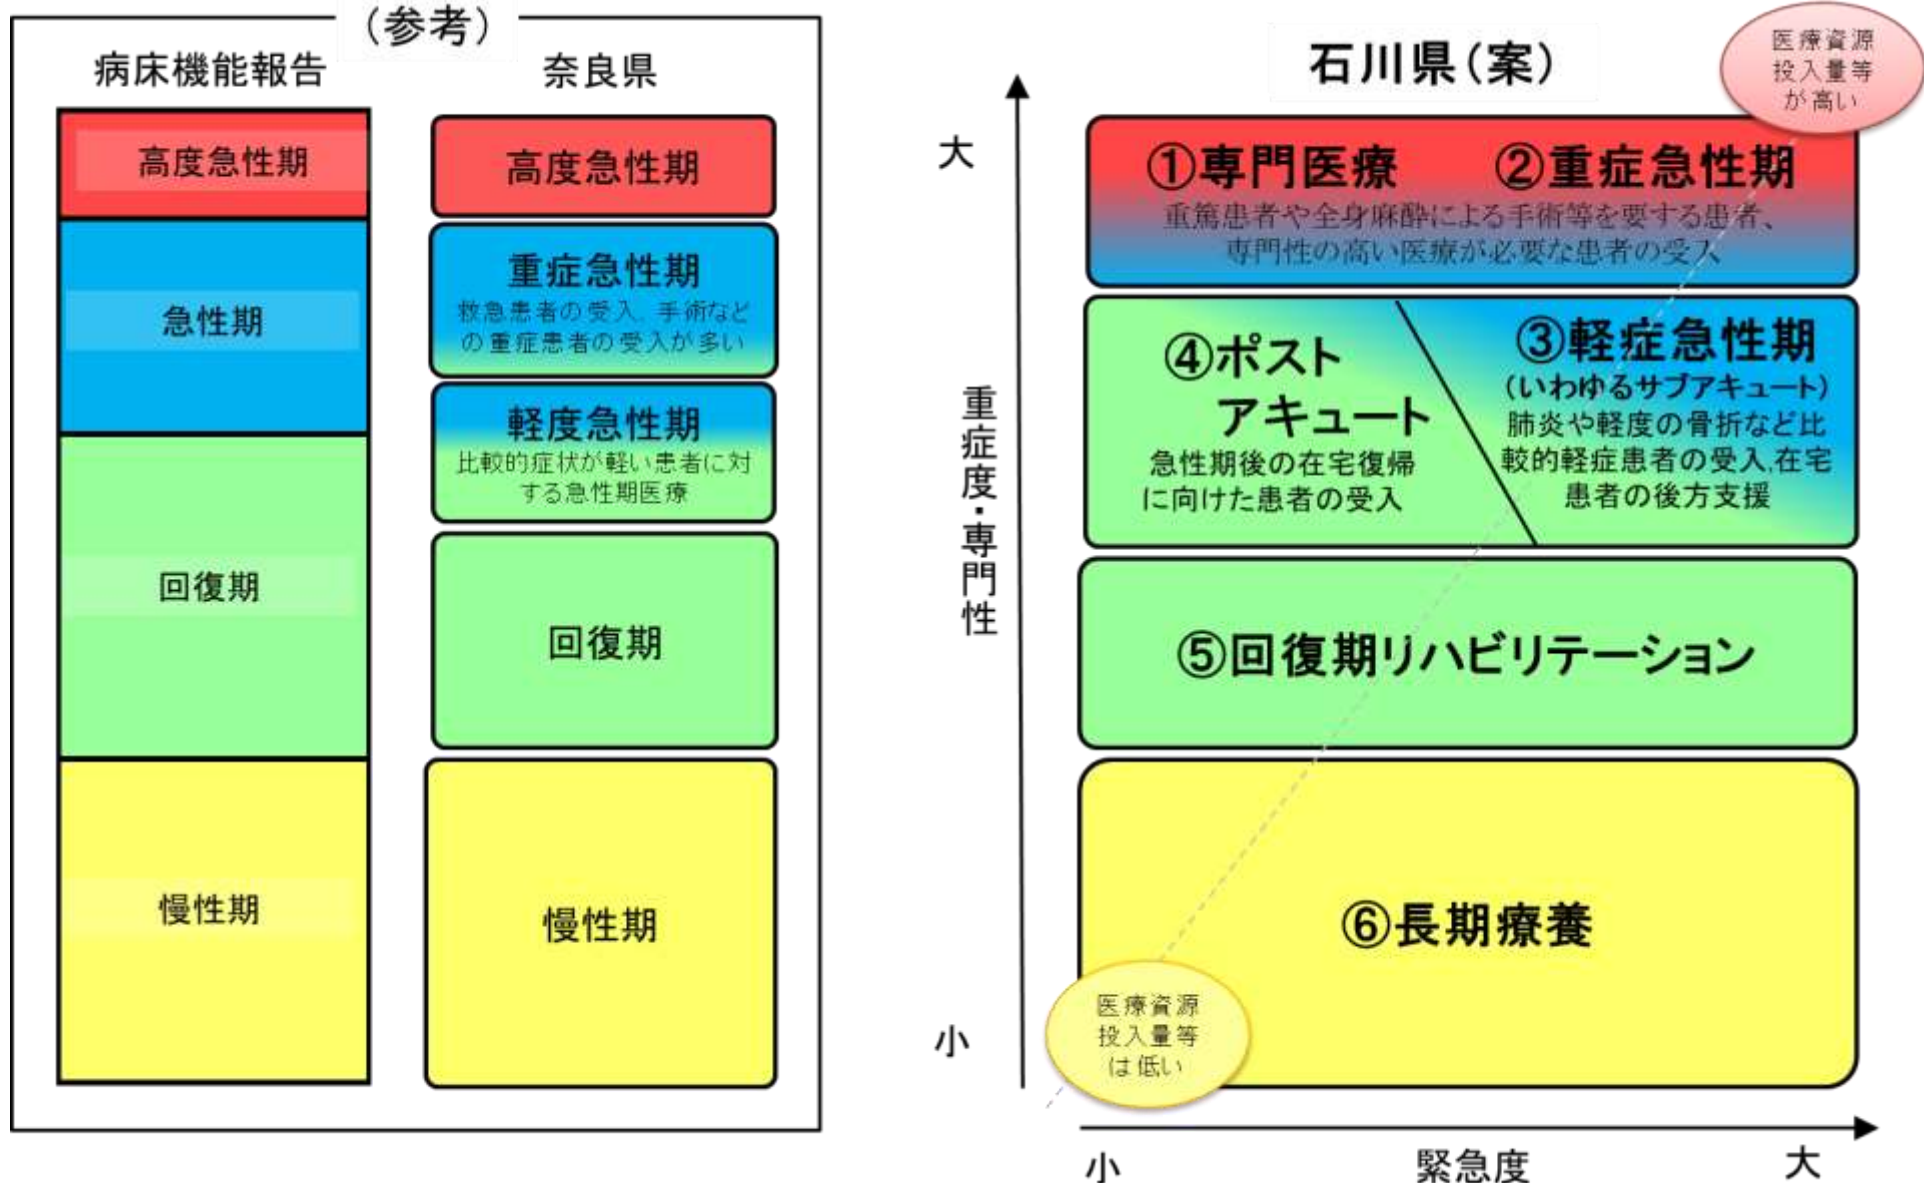 (参考)
病床機能報告
高度急性期
急性期
回復期
慢性期
奈良県
高度急性期
重症急性期
救急患者の受入、手術など
の重症患者の受入が多い
軽度急性期
比較的症状が軽い患者に対
する急性期医療
回復期
慢性期
石川県(案)
医療資源
投入量等
が高い
大
重症度・専門性
小
①専門医療 ②重症急性期
重篤患者や全身麻酔による手術等を要する患者、
専門性の高い医療が必要な患者の受入
④ポスト
アキュート
急性期後の在宅復帰
に向けた患者の受入
③軽症急性期
(いわゆるサブアキュート)
肺炎や軽度の骨折など比
較的軽症患者の受入,在宅
患者の後方支援
⑤回復期リハビリテーション
⑥長期療養
医療資源
投入量等
は低い
小 緊急度 大